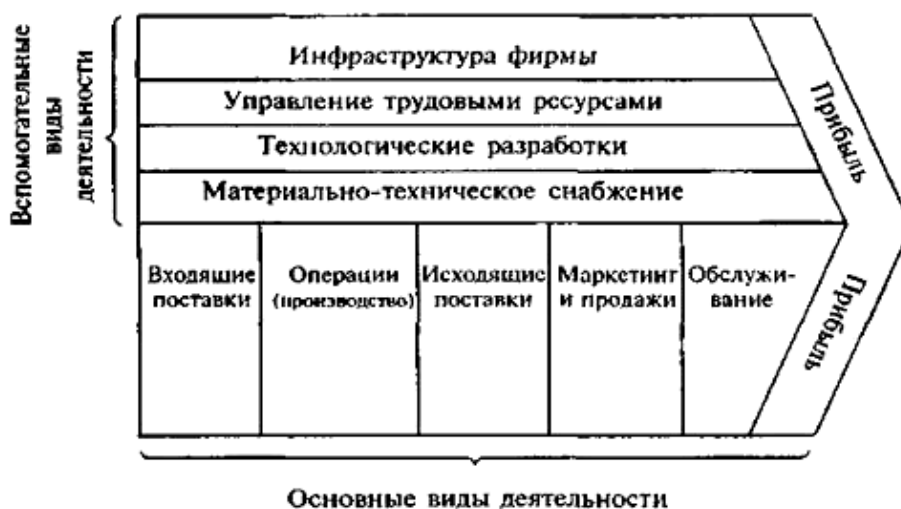 Вспомогательные
виды
деятельности
Инфраструктура фирмы
Управление трудовыми ресурсами
Технологические разработки
Материально-техническое снабжение
Прибыль
Входящие
поставки
Операции
(производство)
Исходящие
поставки
Маркетинг
и продажи
Обслужи-
вание
Прибыль
Основные виды деятельности